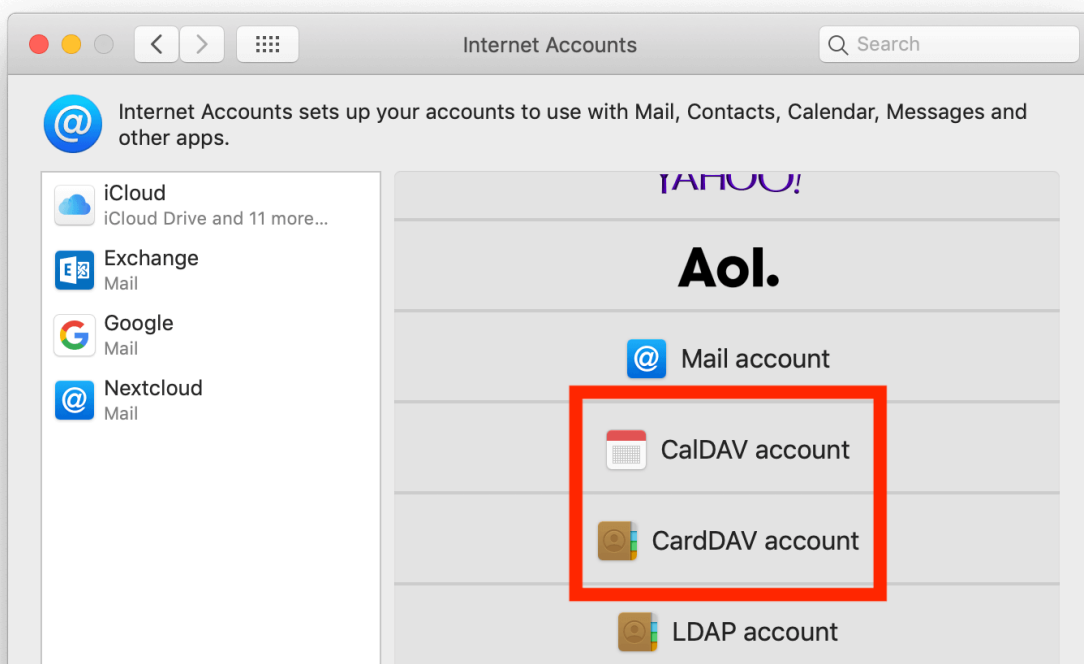 Internet Accounts
Search
Internet Accounts sets up your accounts to use with Mail, Contacts, Calendar, Messages and
other apps.
iCloud
iCloud Drive and 11 more...
Exchange
Mail
Google
Mail
Nextcloud
Mail
YAHOO!
Aol.
Mail account
CalDAV account
CardDAV account
LDAP account